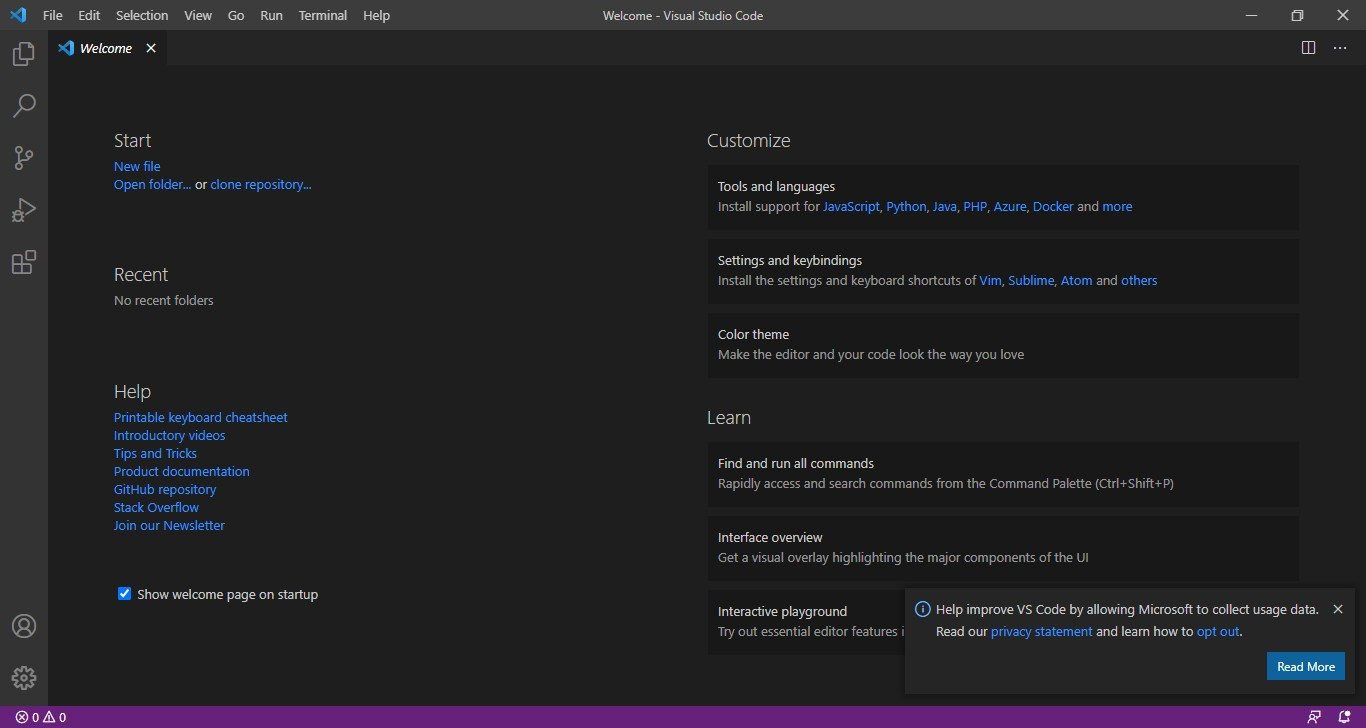 File Edit Selection View Go Run Terminal Help
Welcome - Visual Studio Code
Welcome
Start
New file
Open folder... or clone repository...
Recent
No recent folders
Help
Printable keyboard cheatsheet
Introductory videos
Tips and Tricks
Product documentation
GitHub repository
Stack Overflow
Join our Newsletter
Show welcome page on startup
Customize
Tools and languages
Install support for JavaScript, Python, Java, PHP, Azure, Docker and more
Settings and keybindings
Install the settings and keyboard shortcuts of Vim, Sublime, Atom and others
Color theme
Make the editor and your code look the way you love
Learn
Find and run all commands
Rapidly access and search commands from the Command Palette (Ctrl+Shift+P)
Interface overview
Get a visual overlay highlighting the major components of the UI
Interactive playground
Try out essential editor features
Help improve VS Code by allowing Microsoft to collect usage data.
Read our privacy statement and learn how to opt out.
Read More
0 0